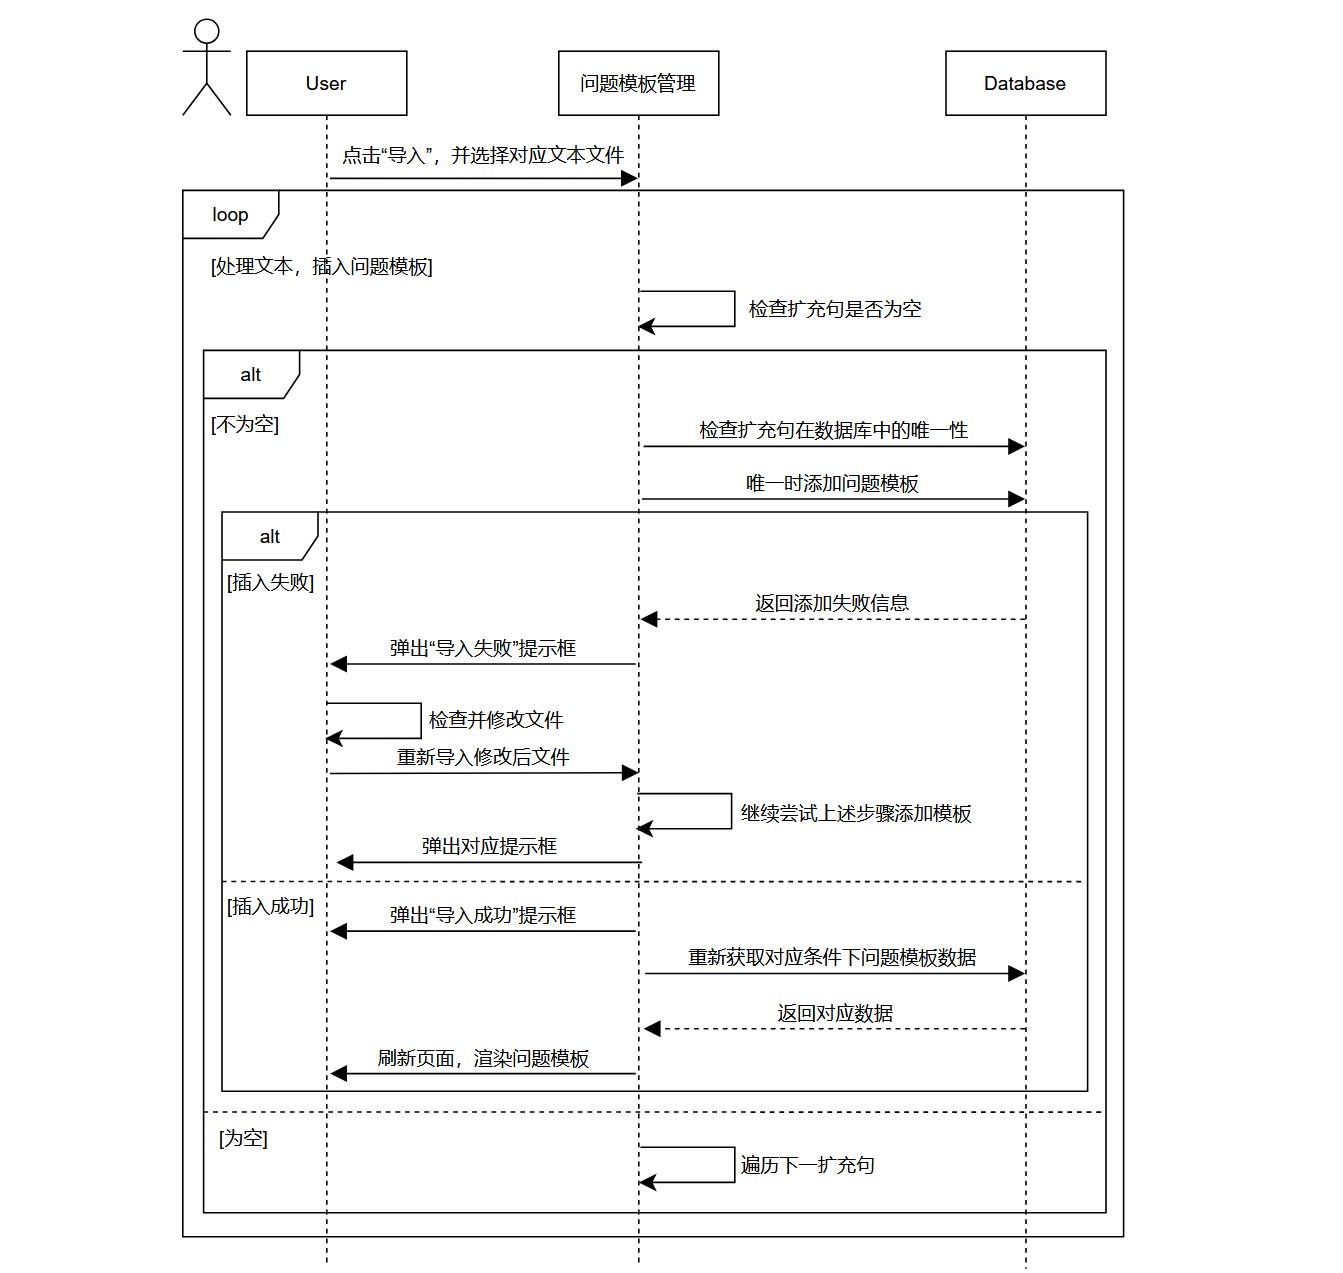 User
问题模板管理
Database
点击“导入”，并选择对应文本文件
loop
[处理文本，插入问题模板]
检查扩充句是否为空
alt
[不为空]
检查扩充句在数据库中的唯一性
唯一时添加问题模板
alt
[插入失败]
返回添加失败信息
弹出“导入失败”提示框
检查并修改文件
重新导入修改后文件
继续尝试上述步骤添加模板
弹出对应提示框
[插入成功]
弹出“导入成功”提示框
重新获取对应条件下问题模板数据
返回对应数据
刷新页面，渲染问题模板
[为空]
遍历下一扩充句